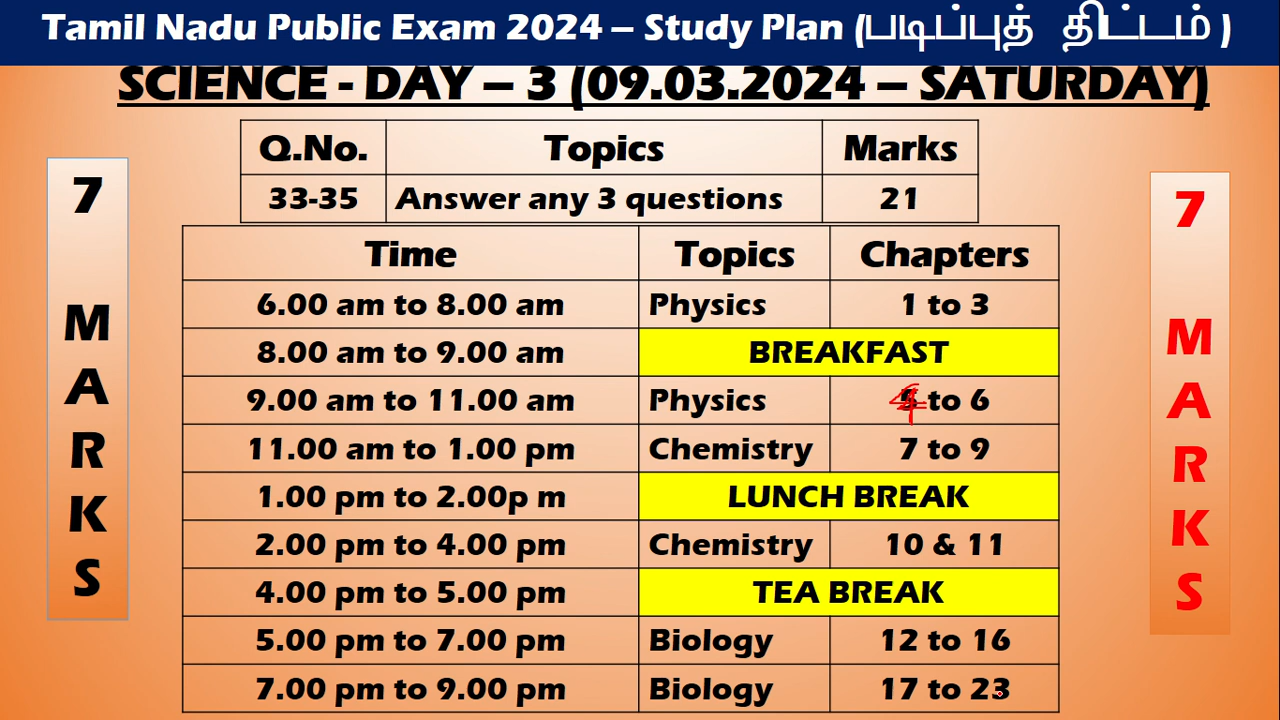 Tamil Nadu Public Exam 2024 – Study Plan (படிப்புத் திட்டம் )
SCIENCE - DAY – 3 (09.03.2024 – SATURDAY)
7 MARKS
Q.No. Topics Marks
33-35 Answer any 3 questions 21
Time Topics Chapters
6.00 am to 8.00 am Physics 1 to 3
8.00 am to 9.00 am BREAKFAST
9.00 am to 11.00 am Physics 4 to 6
11.00 am to 1.00 pm Chemistry 7 to 9
1.00 pm to 2.00p m LUNCH BREAK
2.00 pm to 4.00 pm Chemistry 10 & 11
4.00 pm to 5.00 pm TEA BREAK
5.00 pm to 7.00 pm Biology 12 to 16
7.00 pm to 9.00 pm Biology 17 to 23
7 MARKS